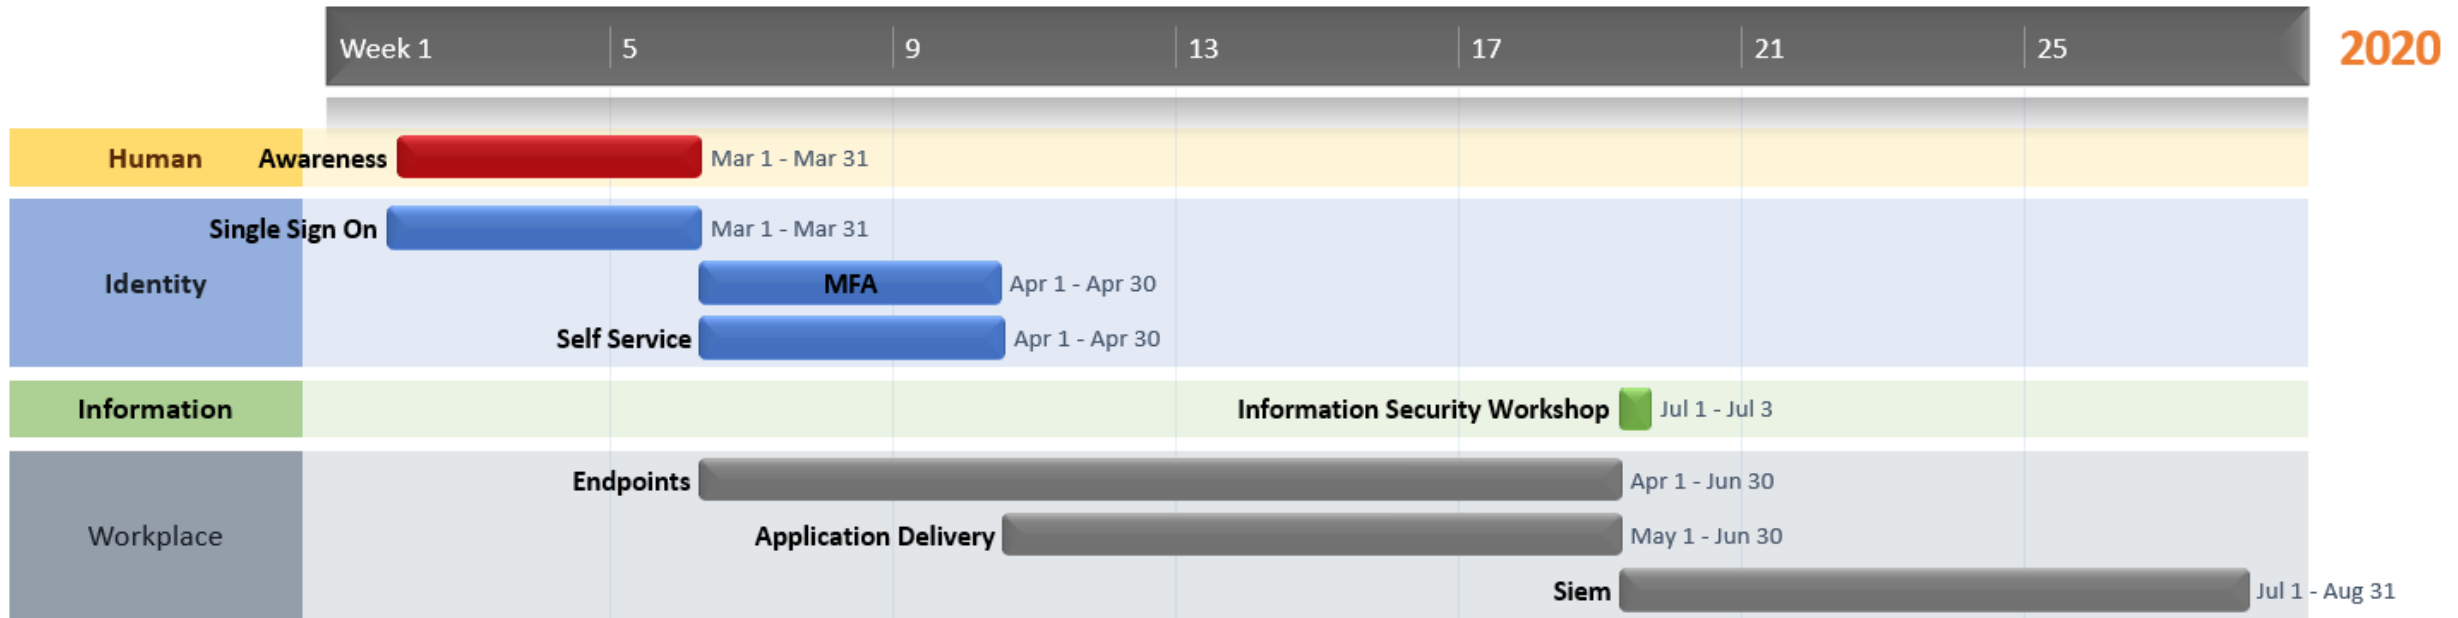 Week 1 5 9 13 17 21 25 2020
Human Awareness Mar 1 - Mar 31
Single Sign On Mar 1 - Mar 31
Identity MFA Apr 1 - Apr 30
Self Service Apr 1 - Apr 30
Information Information Security Workshop Jul 1 - Jul 3
Endpoints Apr 1 - Jun 30
Workplace Application Delivery May 1 - Jun 30
Siem Jul 1 - Aug 31